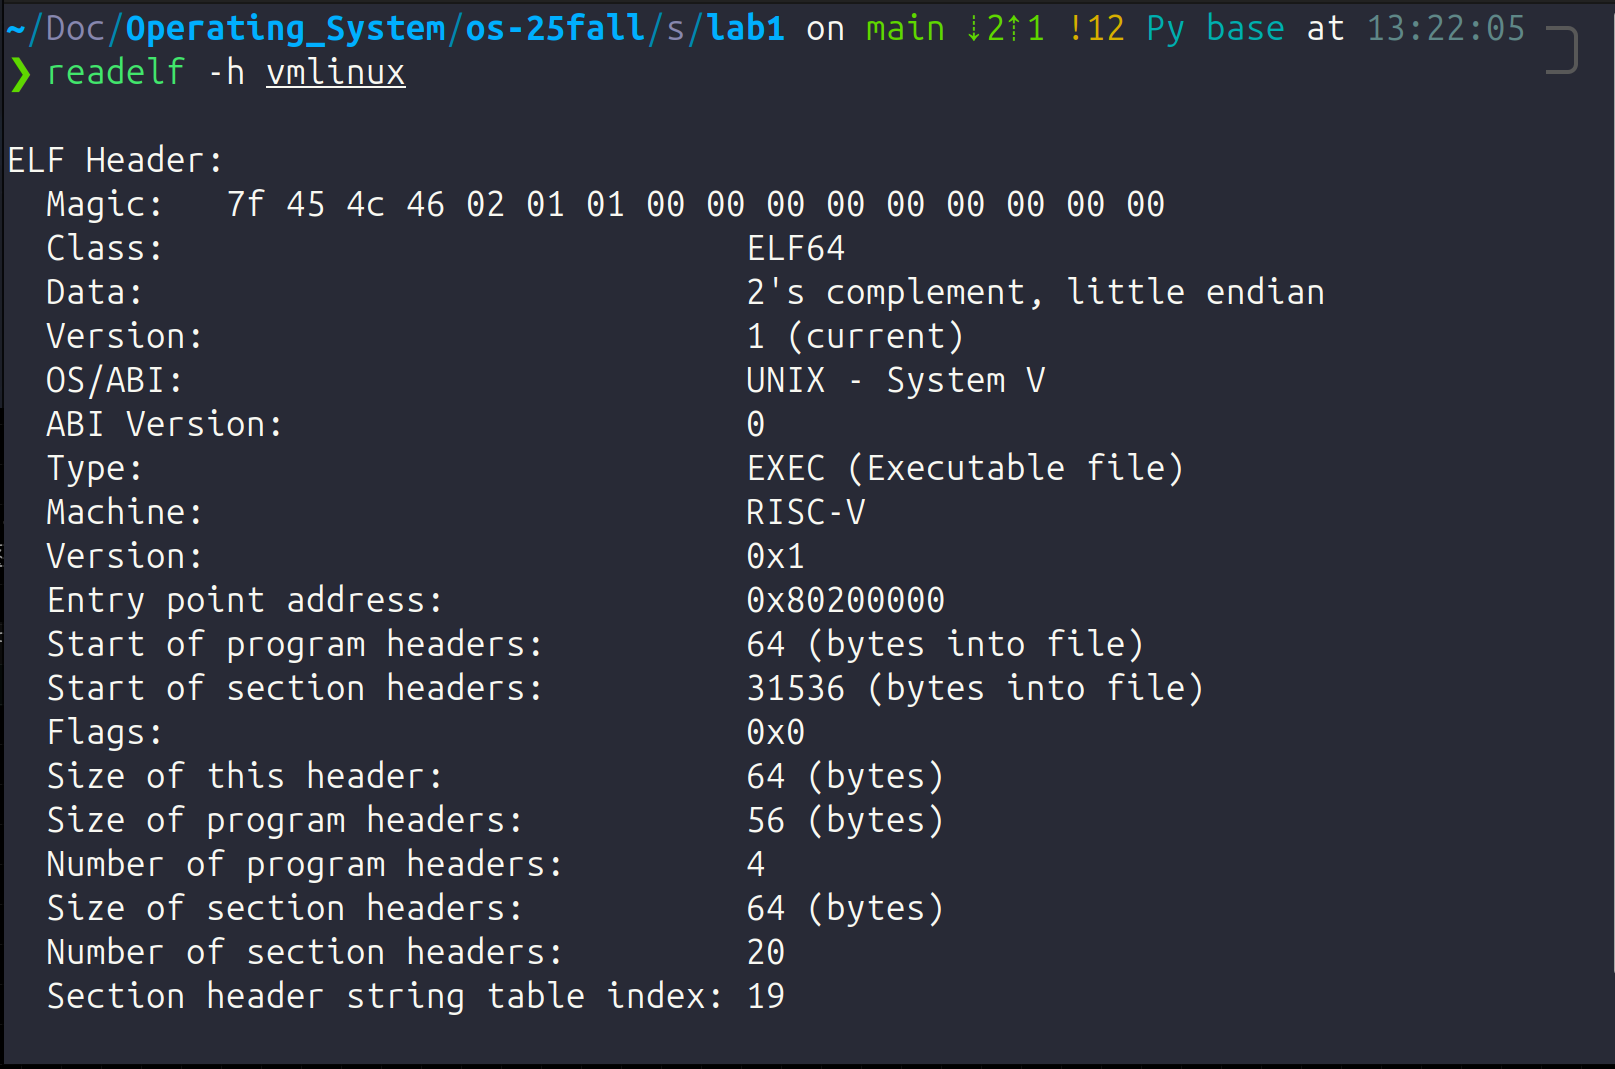 ~/Doc/Operating_System/os-25fall/s/lab1 on main ⇣2⇡1 !12 Py base at 13:22:05
❯ readelf -h vmlinux
ELF Header:
Magic: 7f 45 4c 46 02 01 01 00 00 00 00 00 00 00 00 00
Class: ELF64
Data: 2's complement, little endian
Version: 1 (current)
OS/ABI: UNIX - System V
ABI Version: 0
Type: EXEC (Executable file)
Machine: RISC-V
Version: 0x1
Entry point address: 0x80200000
Start of program headers: 64 (bytes into file)
Start of section headers: 31536 (bytes into file)
Flags: 0x0
Size of this header: 64 (bytes)
Size of program headers: 56 (bytes)
Number of program headers: 4
Size of section headers: 64 (bytes)
Number of section headers: 20
Section header string table index: 19